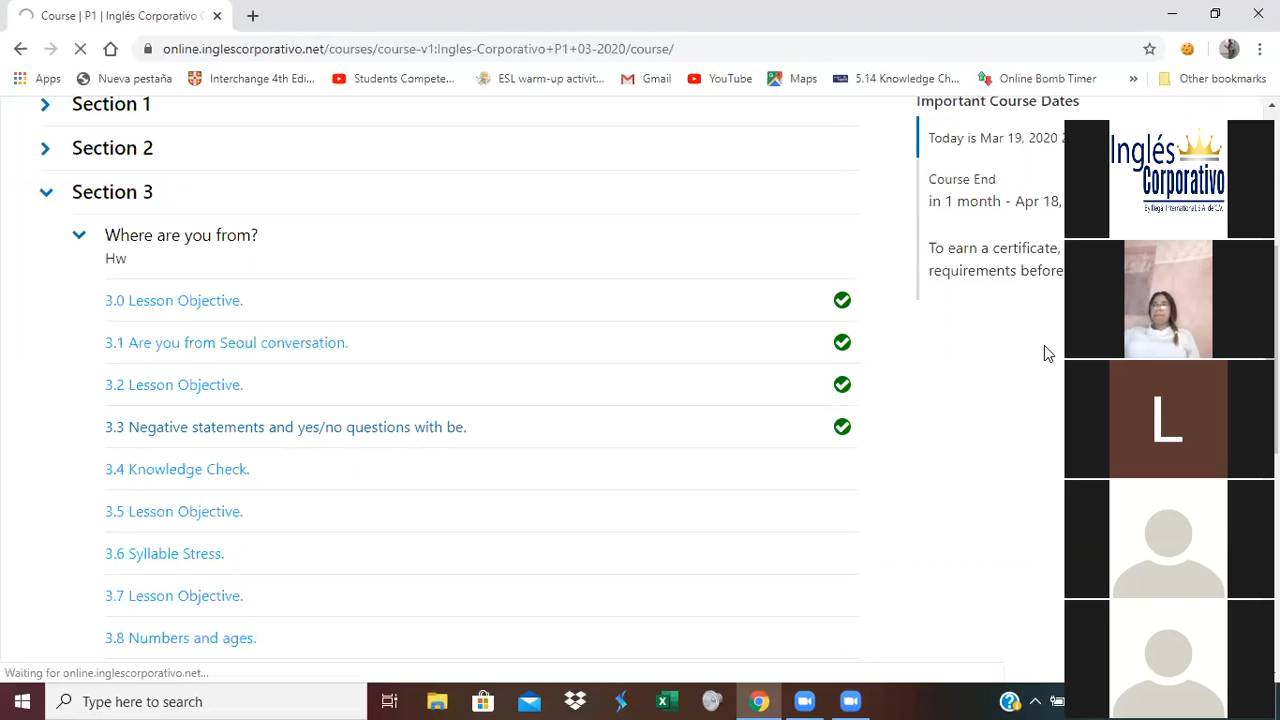 Course | P1 | Inglés Corporativo
online.inglescorporativo.net/courses/course-v1:Ingles-Corporativo+P1+03-2020/course/
Apps
Nueva pestaña
Interchange 4th Edi...
Students Compete...
ESL warm-up activit...
Gmail
YouTube
Maps
5.14 Knowledge Ch...
Online Bomb Timer
»
Other bookmarks
Section 1
Section 2
Section 3
Where are you from?
Hw
3.0 Lesson Objective.
3.1 Are you from Seoul conversation.
3.2 Lesson Objective.
3.3 Negative statements and yes/no questions with be.
3.4 Knowledge Check.
3.5 Lesson Objective.
3.6 Syllable Stress.
3.7 Lesson Objective.
3.8 Numbers and ages.
Important Course Dates
Today is Mar 19, 2020
Course End
in 1 month - Apr 18,
To earn a certificate,
requirements before
Inglés
Corporativo
L
Waiting for online.inglescorporativo.net...
Type here to search